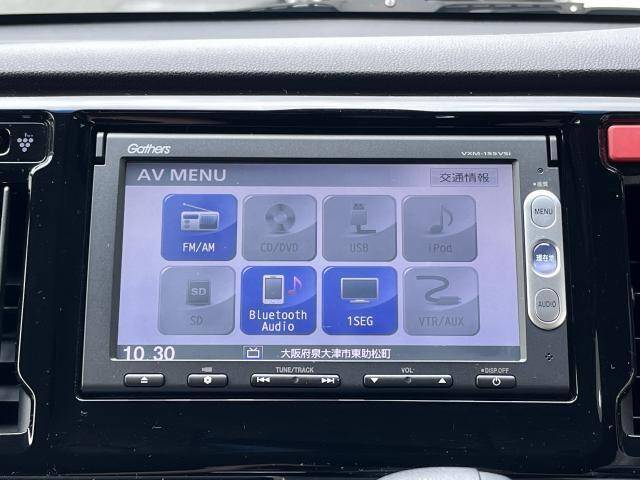 Gathers
VXM-155VSi
AV MENU
交通情報
FM/AM
CD/DVD
USB
iPod
SD
Bluetooth
Audio
1SEG
VTR/AUX
10 30
大阪府泉大津市東助松町
MENU
現在地
AUDIO
TUNE/TRACK
VOL
DISP.OFF